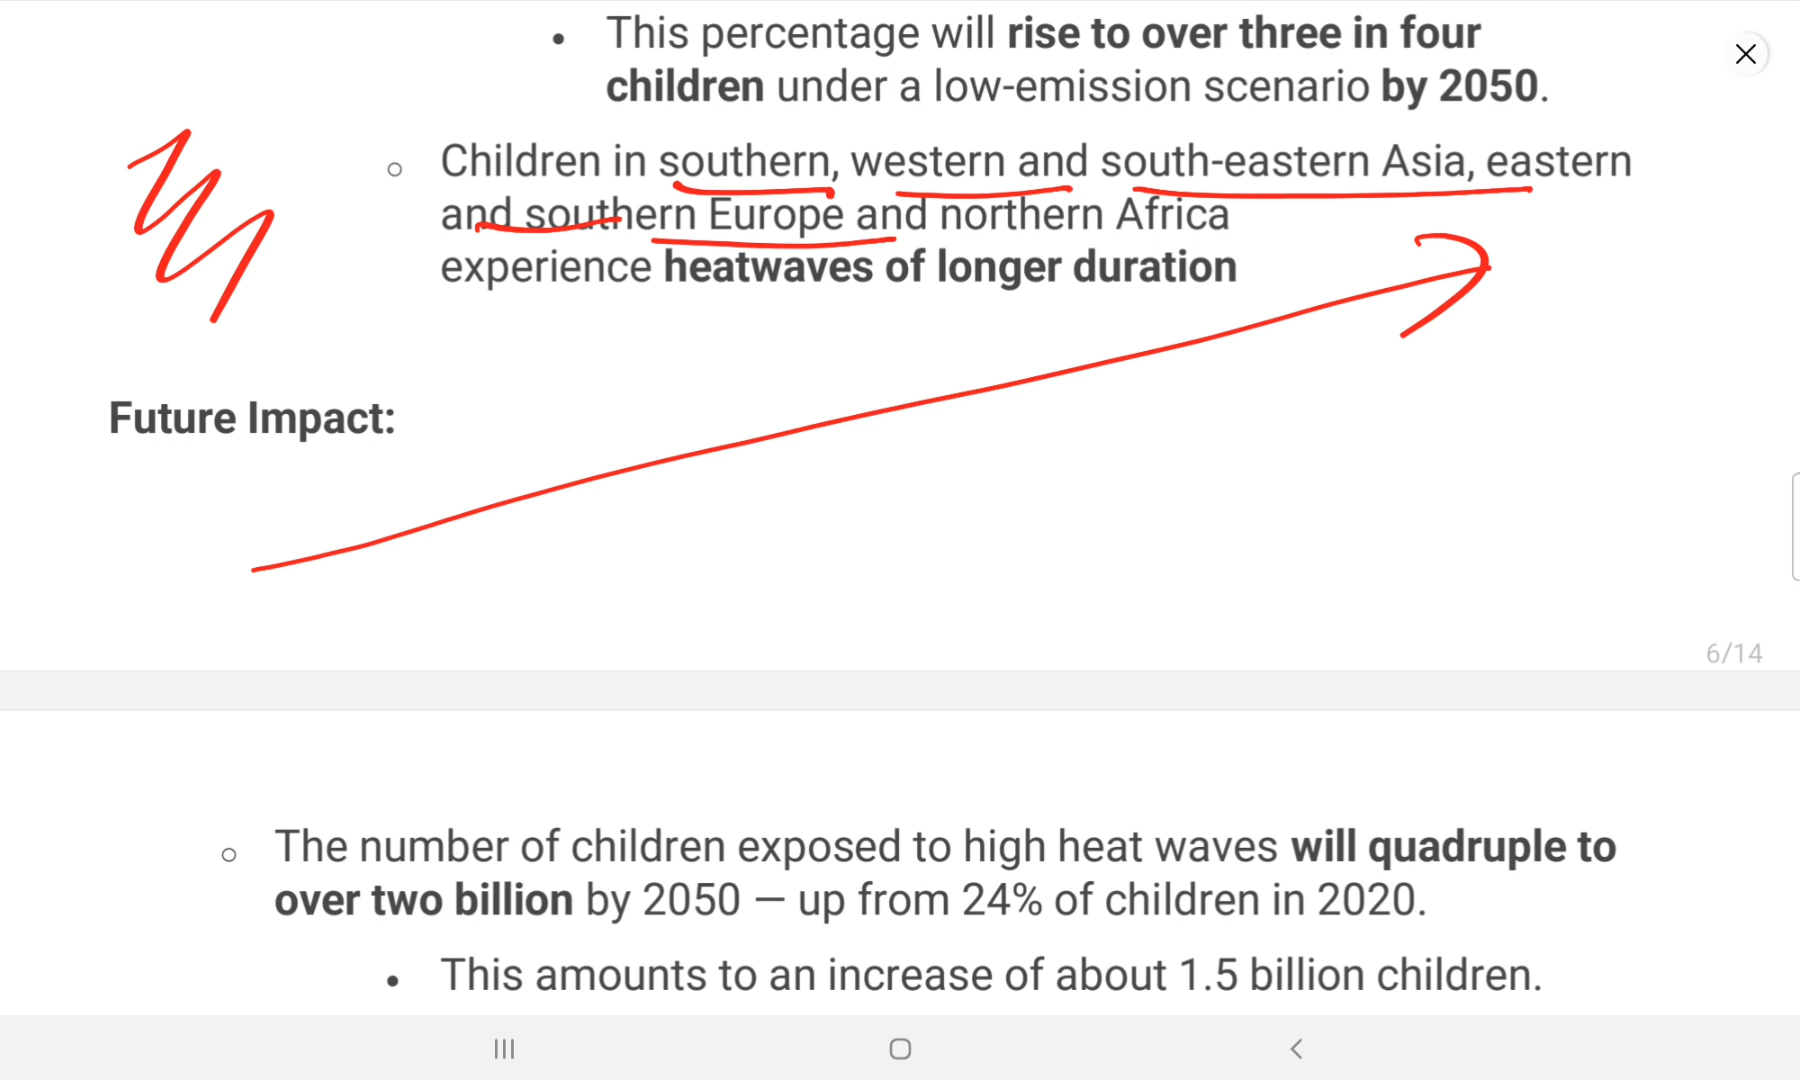 • This percentage will rise to over three in four
children under a low-emission scenario by 2050.
○ Children in southern, western and south-eastern Asia, eastern
and southern Europe and northern Africa
experience heatwaves of longer duration
Future Impact:
6/14
○ The number of children exposed to high heat waves will quadruple to
over two billion by 2050 — up from 24% of children in 2020.
• This amounts to an increase of about 1.5 billion children.